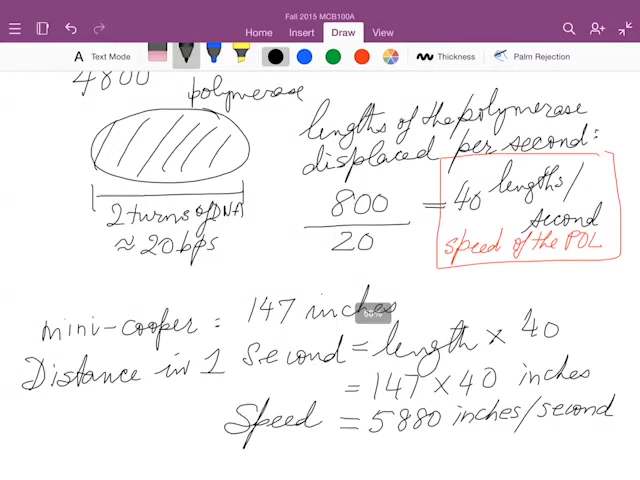 Fall 2015 MCB100A
Home Insert Draw View
A Text Mode Thickness Palm Rejection
4800
polymerase
lengths of the polymerase
displaced per second:
2 turns of DNA
≈ 20 bps
800
20
= 40 lengths/
second
speed of the POL
mini-cooper = 147 inches
50%
Distance in 1 second = length × 40
= 147 × 40 inches
Speed = 5880 inches/second